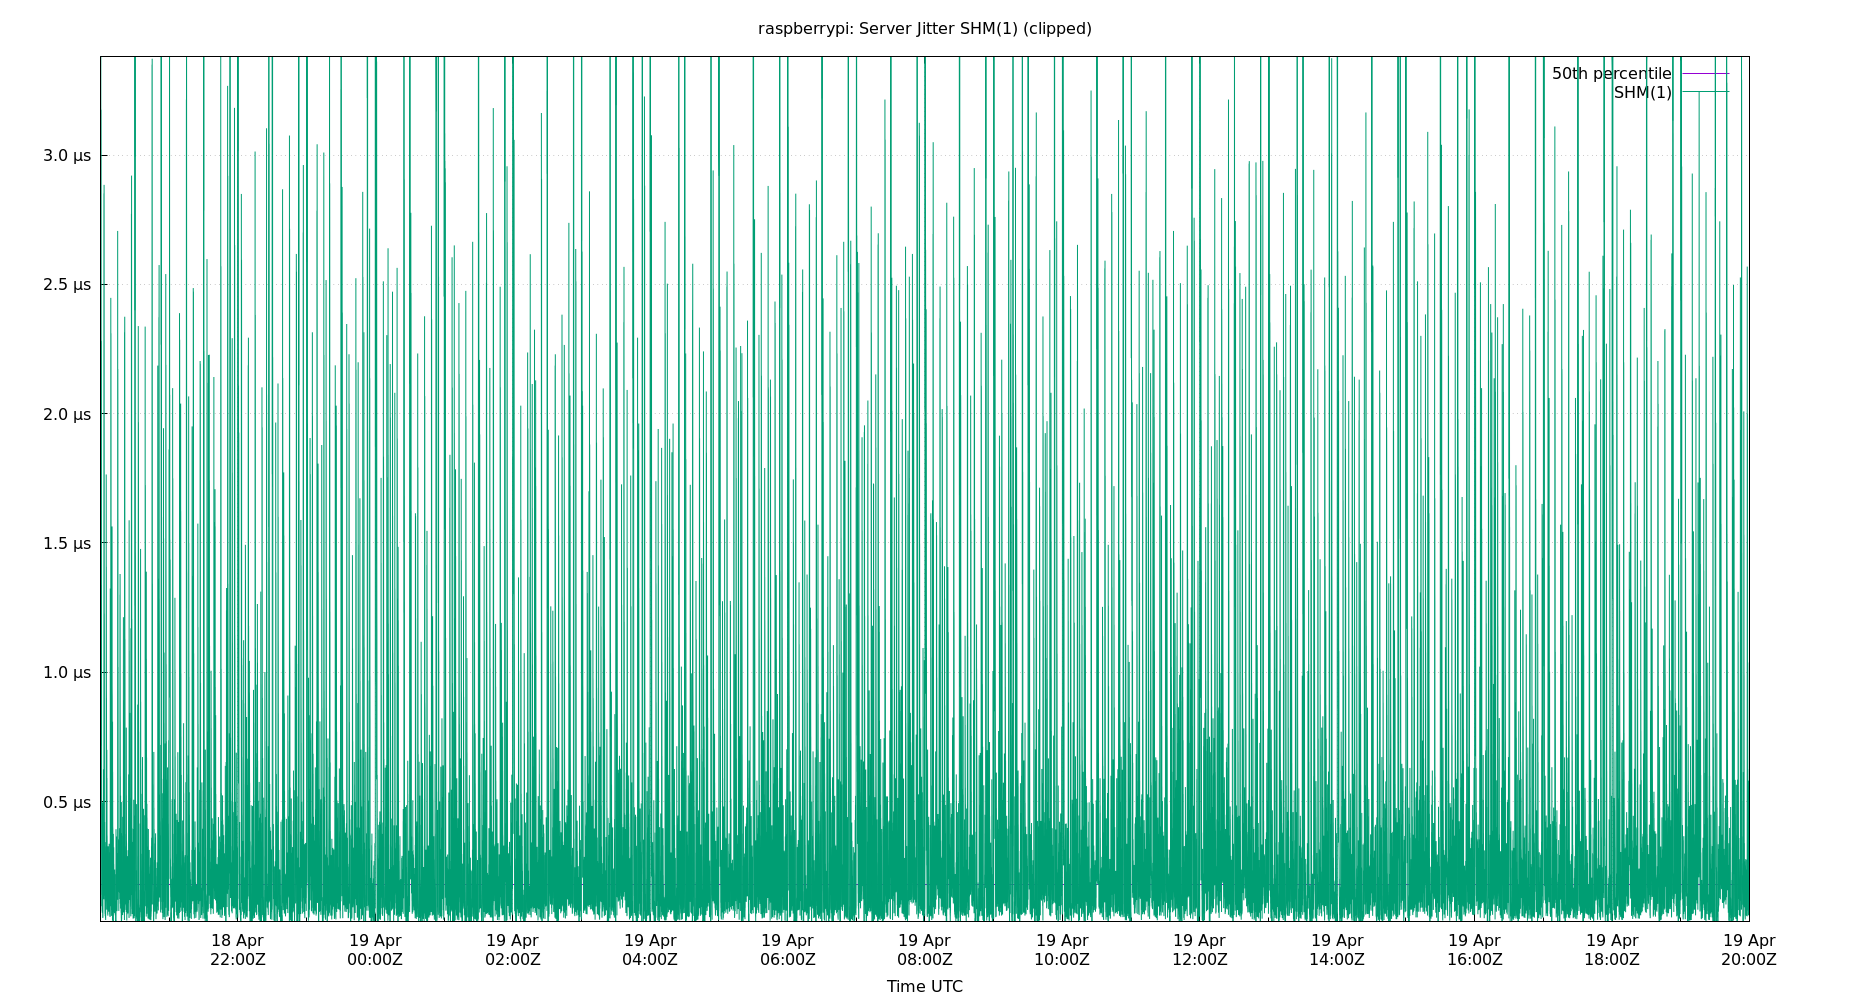 raspberrypi: Server Jitter SHM(1) (clipped)
50th percentile
SHM(1)
3.0 µs
2.5 µs
2.0 µs
1.5 µs
1.0 µs
0.5 µs
18 Apr 19 Apr 19 Apr 19 Apr 19 Apr 19 Apr 19 Apr 19 Apr 19 Apr 19 Apr 19 Apr 19 Apr
22:00Z 00:00Z 02:00Z 04:00Z 06:00Z 08:00Z 10:00Z 12:00Z 14:00Z 16:00Z 18:00Z 20:00Z
Time UTC